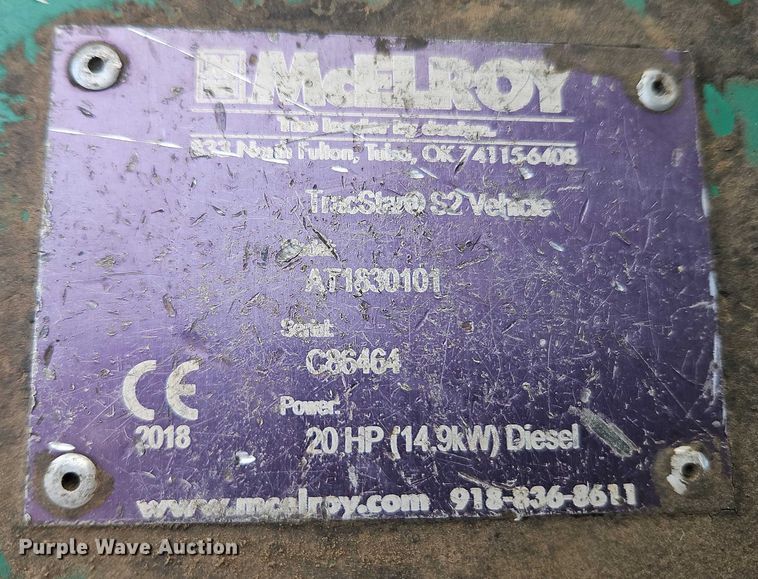 McELROY
The leader by design.
833 North Fulton, Tulsa, OK 74115-6408
TracStar® S2 Vehicle
AT1830101
Serial:
C86464
CE
2018
Power:
20 HP (14.9kW) Diesel
www.mcelroy.com 918-836-8611
Purple Wave Auction